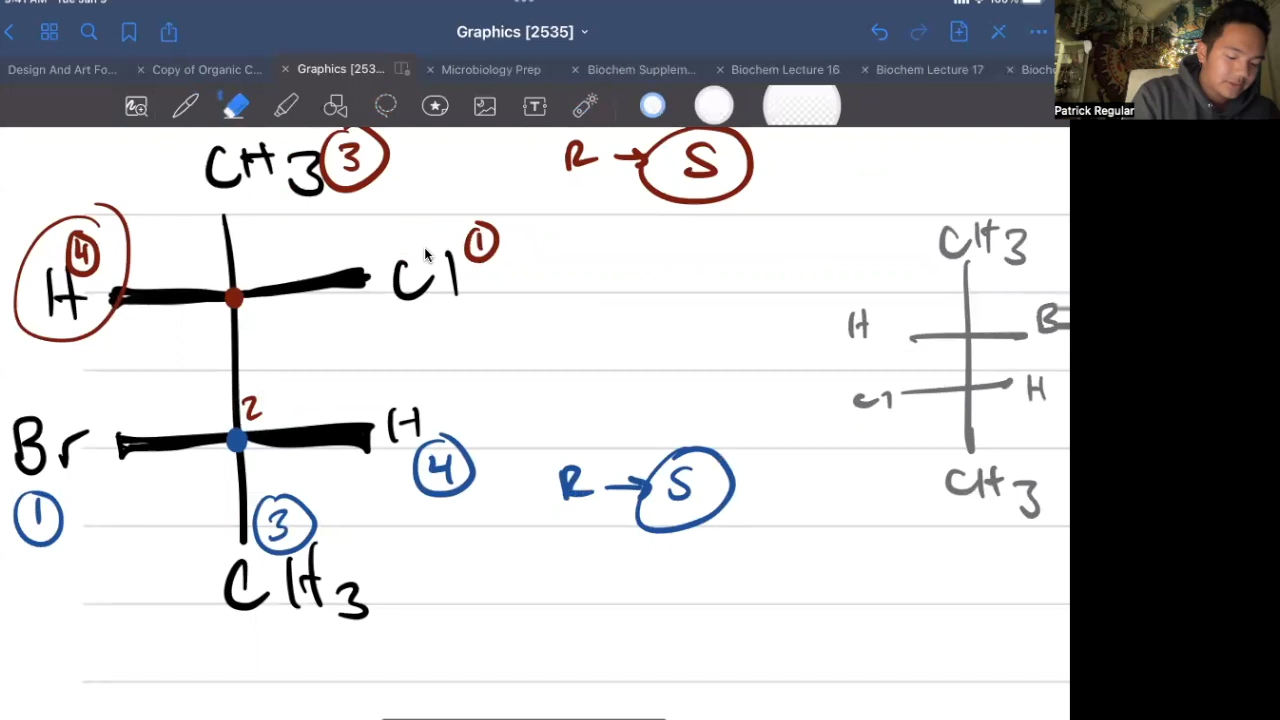 Graphics [2535]
Design And Art Fo...
Copy of Organic C...
Graphics [253...
Microbiology Prep
Biochem Supplem...
Biochem Lecture 16
Biochem Lecture 17
Bioch
Patrick Regular
CH3 3
R → S
H 4
Cl 1
2
Br
H
1
4
3
R → S
CH3
CH3
H
B
Cl
H
CH3